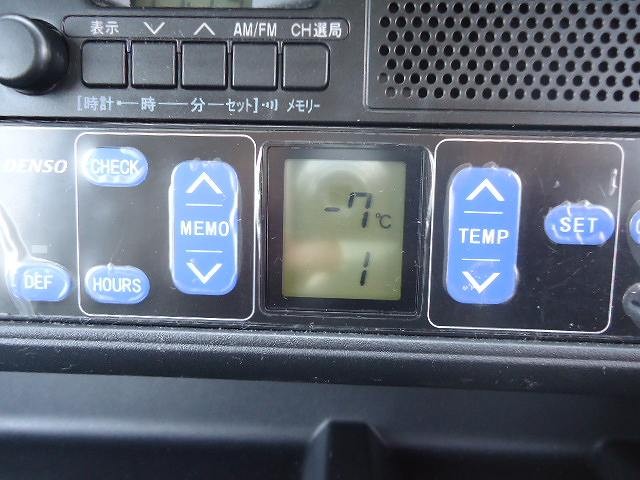 表示 AM/FM CH選局
[時計 時 分 セット] メモリー
DENSO
CHECK
MEMO
DEF
HOURS
-7℃
1
TEMP
SET